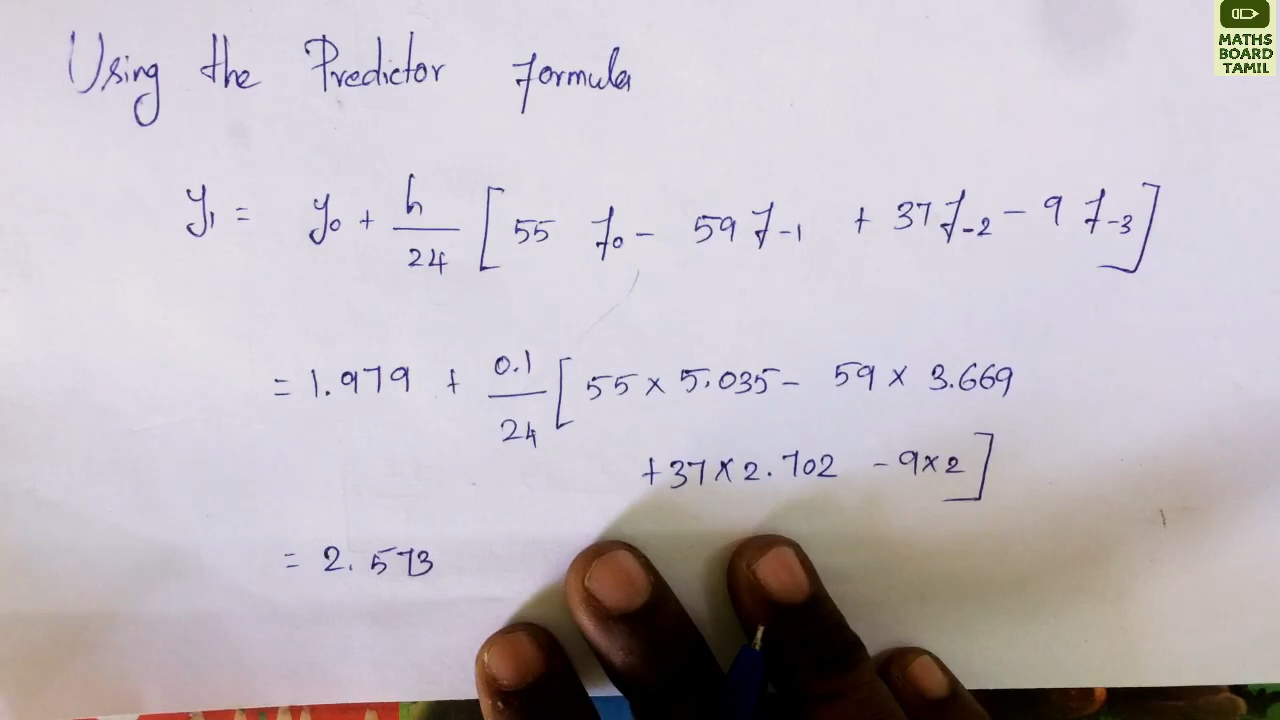 Using the Predictor formula
MATHS
BOARD
TAMIL
y₁ = y₀ + h/24 [55 f₀ - 59 f₋₁ + 37 f₋₂ - 9 f₋₃]
= 1.979 + 0.1/24 [55 × 5.035 - 59 × 3.669
+ 37 × 2.702 - 9 × 2]
= 2.573